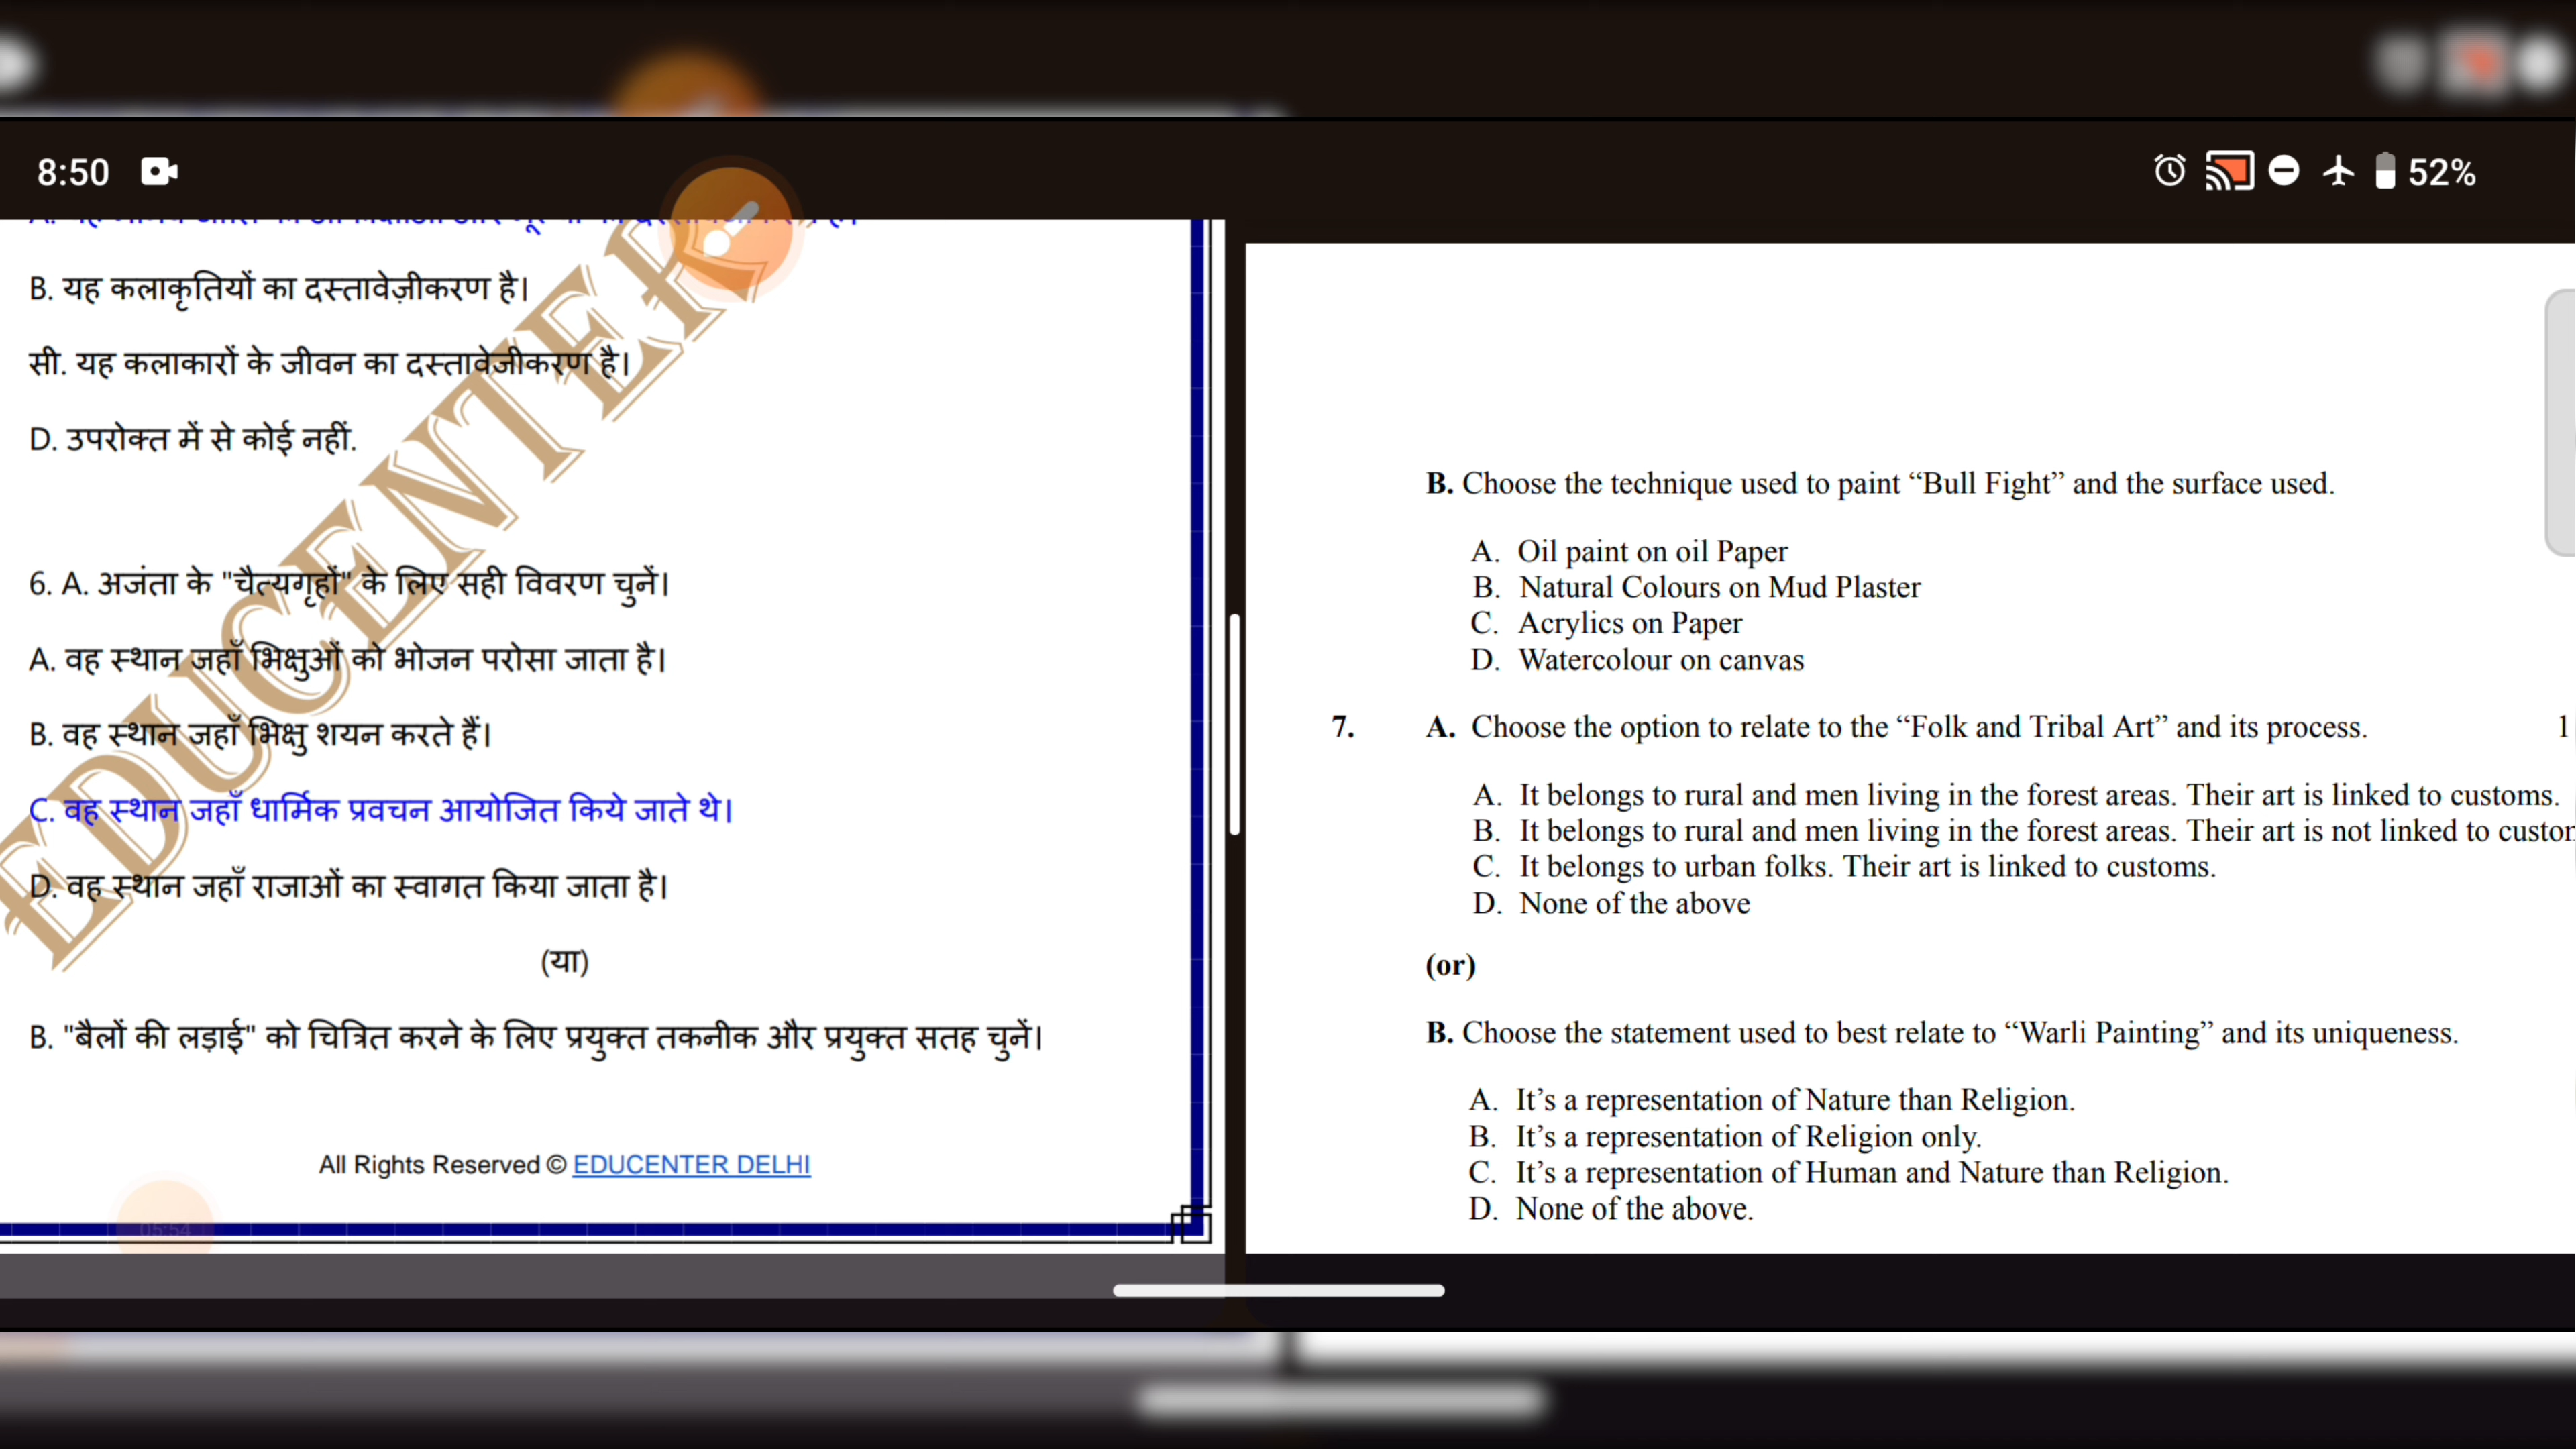 8:50
52%
B. यह कलाकृतियों का दस्तावेज़ीकरण है।
सी. यह कलाकारों के जीवन का दस्तावेजीकरण है।
D. उपरोक्त में से कोई नहीं.
6. A. अजंता के "चैत्यगृहों" के लिए सही विवरण चुनें।
A. वह स्थान जहाँ भिक्षुओं को भोजन परोसा जाता है।
B. वह स्थान जहाँ भिक्षु शयन करते हैं।
C. वह स्थान जहाँ धार्मिक प्रवचन आयोजित किये जाते थे।
D. वह स्थान जहाँ राजाओं का स्वागत किया जाता है।
(या)
B. "बैलों की लड़ाई" को चित्रित करने के लिए प्रयुक्त तकनीक और प्रयुक्त सतह चुनें।
All Rights Reserved © EDUCENTER DELHI
05:54
EDUCENTER
B. Choose the technique used to paint “Bull Fight” and the surface used.
A. Oil paint on oil Paper
B. Natural Colours on Mud Plaster
C. Acrylics on Paper
D. Watercolour on canvas
7. A. Choose the option to relate to the “Folk and Tribal Art” and its process. 1
A. It belongs to rural and men living in the forest areas. Their art is linked to customs.
B. It belongs to rural and men living in the forest areas. Their art is not linked to
C. It belongs to urban folks. Their art is linked to customs.
D. None of the above
(or)
B. Choose the statement used to best relate to “Warli Painting” and its uniqueness.
A. It’s a representation of Nature than Religion.
B. It’s a representation of Religion only.
C. It’s a representation of Human and Nature than Religion.
D. None of the above.